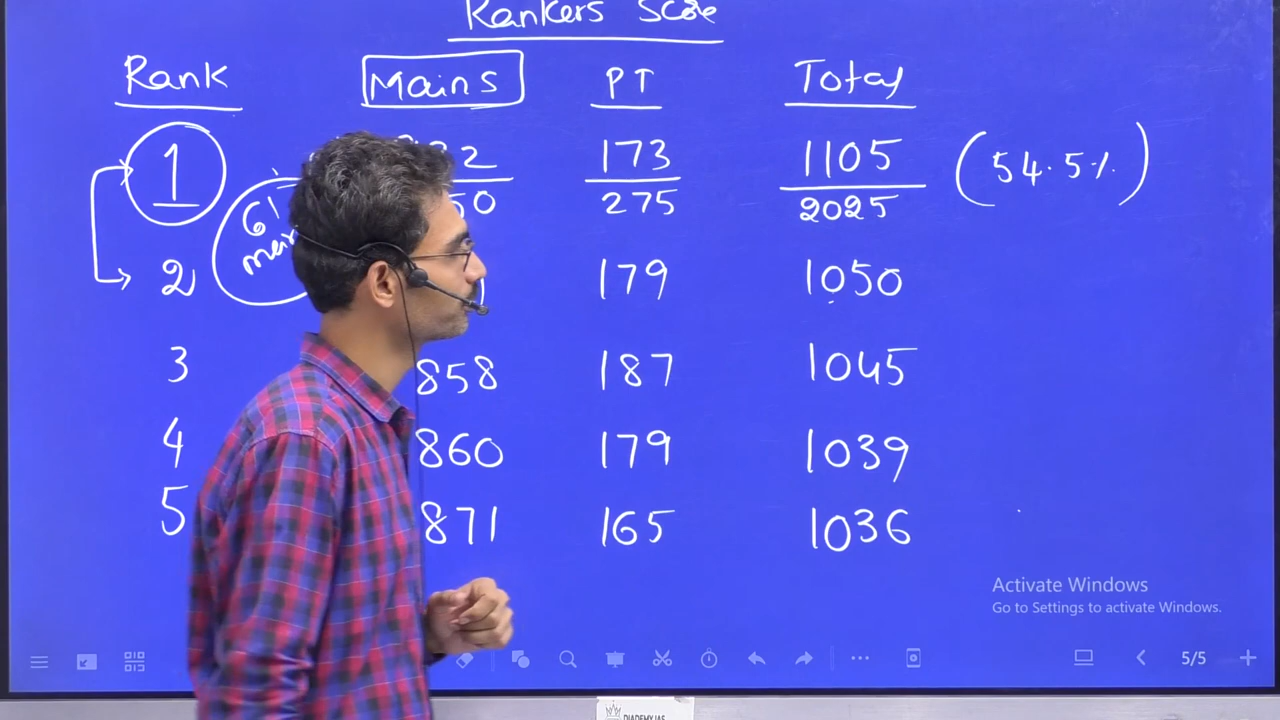 Rankers Score
Rank Mains PT Total
1 173 1105 (54.5%)
275 2025
2 179 1050
3 858 187 1045
4 860 179 1039
5 871 165 1036
Activate Windows
Go to Settings to activate Windows.
5/5
DIADEMY IAS